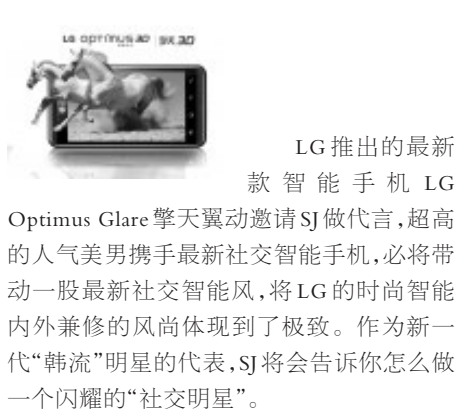 LG optimus 3D
LG推出的最新
款智能手机LG
Optimus Glare擎天翼动邀请SJ做代言，超高
的人气美男携手最新社交智能手机，必将带
动一股最新社交智能风，将LG的时尚智能
内外兼修的风尚体现到了极致。作为新一
代“韩流”明星的代表，SJ将会告诉你怎么做
一个闪耀的“社交明星”。